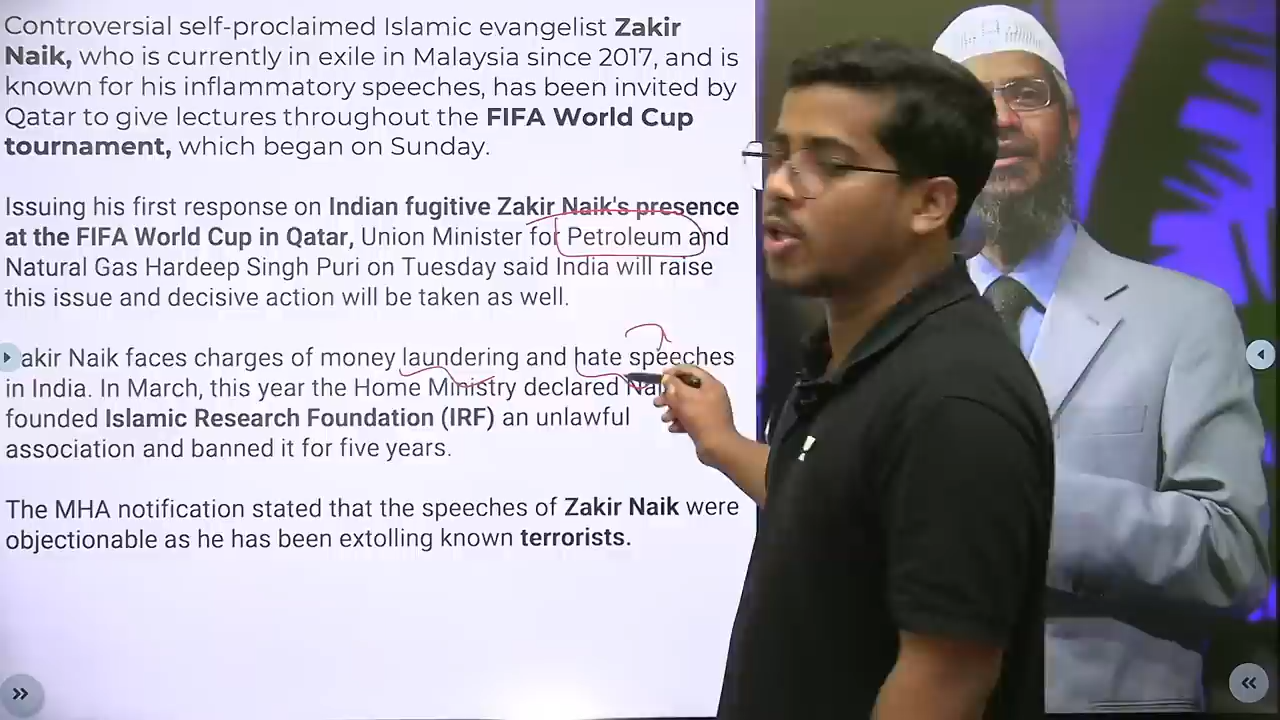 Controversial self-proclaimed Islamic evangelist Zakir
Naik, who is currently in exile in Malaysia since 2017, and is
known for his inflammatory speeches, has been invited by
Qatar to give lectures throughout the FIFA World Cup
tournament, which began on Sunday.
Issuing his first response on Indian fugitive Zakir Naik's presence
at the FIFA World Cup in Qatar, Union Minister for Petroleum and
Natural Gas Hardeep Singh Puri on Tuesday said India will raise
this issue and decisive action will be taken as well.
akir Naik faces charges of money laundering and hate speeches
in India. In March, this year the Home Ministry declared
founded Islamic Research Foundation (IRF) an unlawful
association and banned it for five years.
The MHA notification stated that the speeches of Zakir Naik were
objectionable as he has been extolling known terrorists.